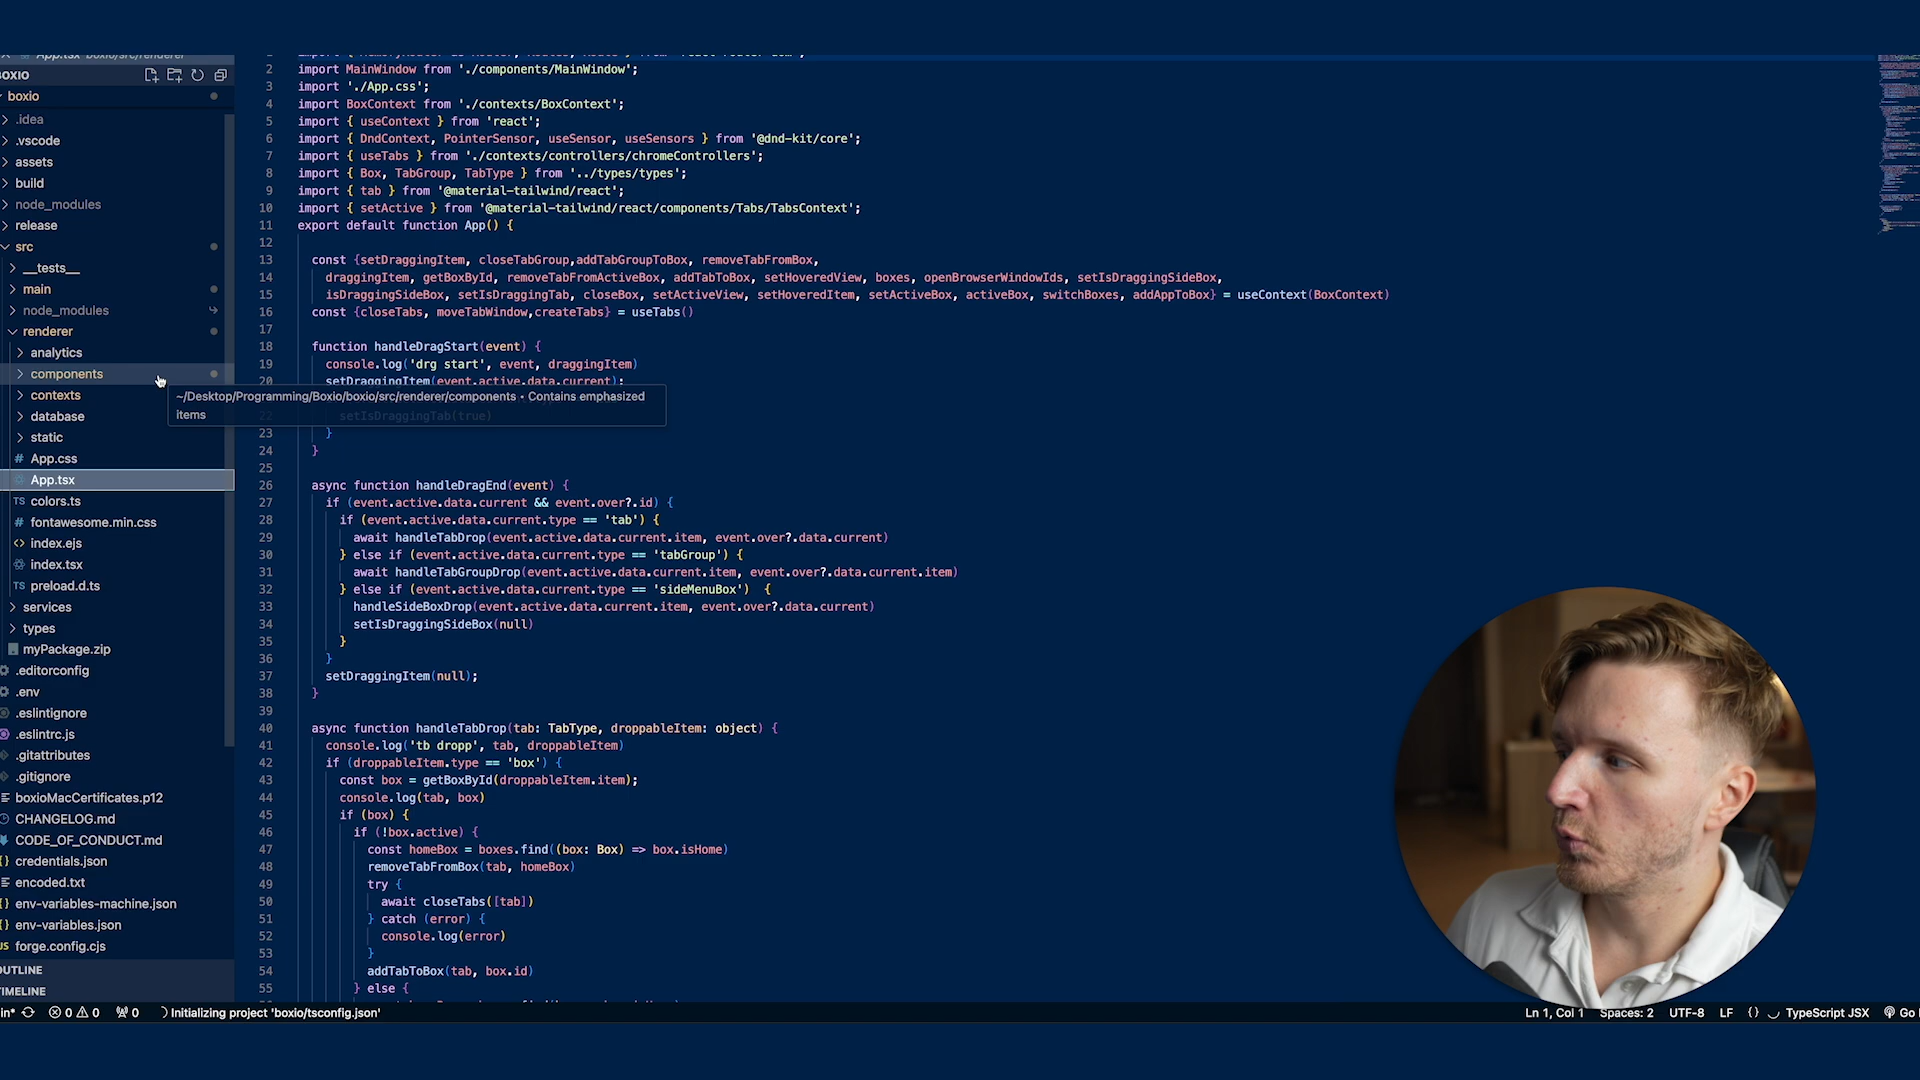 App.tsx boxio/src/renderer
BOXIO
boxio
.idea
.vscode
assets
build
node_modules
release
src
__tests__
main
node_modules
renderer
analytics
components
contexts
database
static
# App.css
App.tsx
TS colors.ts
# fontawesome.min.css
<> index.ejs
index.tsx
TS preload.d.ts
services
types
myPackage.zip
.editorconfig
.env
.eslintignore
.eslintrc.js
.gitattributes
.gitignore
boxioMacCertificates.p12
CHANGELOG.md
CODE_OF_CONDUCT.md
credentials.json
encoded.txt
env-variables-machine.json
env-variables.json
JS forge.config.cjs
OUTLINE
TIMELINE
2 import MainWindow from './components/MainWindow';
3 import './App.css';
4 import BoxContext from './contexts/BoxContext';
5 import { useContext } from 'react';
6 import { DndContext, PointerSensor, useSensor, useSensors } from '@dnd-kit/core';
7 import { useTabs } from './contexts/controllers/chromeControllers';
8 import { Box, TabGroup, TabType } from '../types/types';
9 import { tab } from '@material-tailwind/react';
10 import { setActive } from '@material-tailwind/react/components/Tabs/TabsContext';
11 export default function App() {
12
13 const {setDraggingItem, closeTabGroup,addTabGroupToBox, removeTabFromBox,
14 draggingItem, getBoxById, removeTabFromActiveBox, addTabToBox, setHoveredView, boxes, openBrowserWindowIds, setIsDraggingSideBox,
15 isDraggingSideBox, setIsDraggingTab, closeBox, setActiveView, setHoveredItem, setActiveBox, activeBox, switchBoxes, addAppToBox} = useContext(BoxContext)
16 const {closeTabs, moveTabWindow,createTabs} = useTabs()
17
18 function handleDragStart(event) {
19 console.log('drg start', event, draggingItem)
20 setDraggingItem(event.active.data.current);
~/Desktop/Programming/Boxio/boxio/src/renderer/components • Contains emphasized
items
22 setIsDraggingTab(true)
23 }
24 }
25
26 async function handleDragEnd(event) {
27 if (event.active.data.current && event.over?.id) {
28 if (event.active.data.current.type == 'tab') {
29 await handleTabDrop(event.active.data.current.item, event.over?.data.current)
30 } else if (event.active.data.current.type == 'tabGroup') {
31 await handleTabGroupDrop(event.active.data.current.item, event.over?.data.current.item)
32 } else if (event.active.data.current.type == 'sideMenuBox')  {
33 handleSideBoxDrop(event.active.data.current.item, event.over?.data.current)
34 setIsDraggingSideBox(null)
35 }
36 }
37 setDraggingItem(null);
38 }
39
40 async function handleTabDrop(tab: TabType, droppableItem: object) {
41 console.log('tb dropp', tab, droppableItem)
42 if (droppableItem.type == 'box') {
43 const box = getBoxById(droppableItem.item);
44 console.log(tab, box)
45 if (box) {
46 if (!box.active) {
47 const homeBox = boxes.find((box: Box) => box.isHome)
48 removeTabFromBox(tab, homeBox)
49 try {
50 await closeTabs([tab])
51 } catch (error) {
52 console.log(error)
53 }
54 addTabToBox(tab, box.id)
55 } else {
in* 0 0 0 Initializing project 'boxio/tsconfig.json' Ln 1, Col 1 Spaces: 2 UTF-8 LF {} TypeScript JSX Go